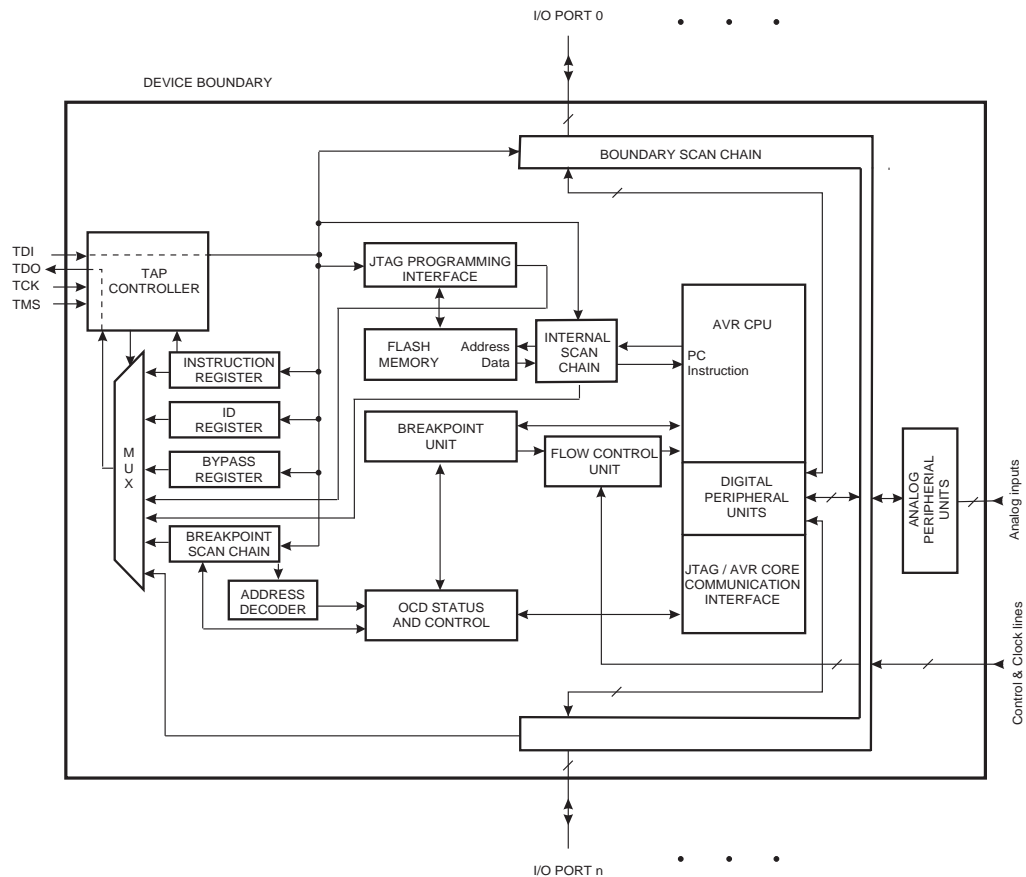 I/O PORT 0
DEVICE BOUNDARY
BOUNDARY SCAN CHAIN
TDI
TDO
TCK
TMS
TAP
CONTROLLER
JTAG PROGRAMMING
INTERFACE
AVR CPU
FLASH
MEMORY
Address
Data
INTERNAL
SCAN
CHAIN
PC
Instruction
INSTRUCTION
REGISTER
ID
REGISTER
M
U
X
BREAKPOINT
UNIT
FLOW CONTROL
UNIT
BYPASS
REGISTER
DIGITAL
PERIPHERAL
UNITS
ANALOG
PERIPHERIAL
UNITS
Analog inputs
BREAKPOINT
SCAN CHAIN
JTAG / AVR CORE
COMMUNICATION
INTERFACE
ADDRESS
DECODER
OCD STATUS
AND CONTROL
Control & Clock lines
I/O PORT n